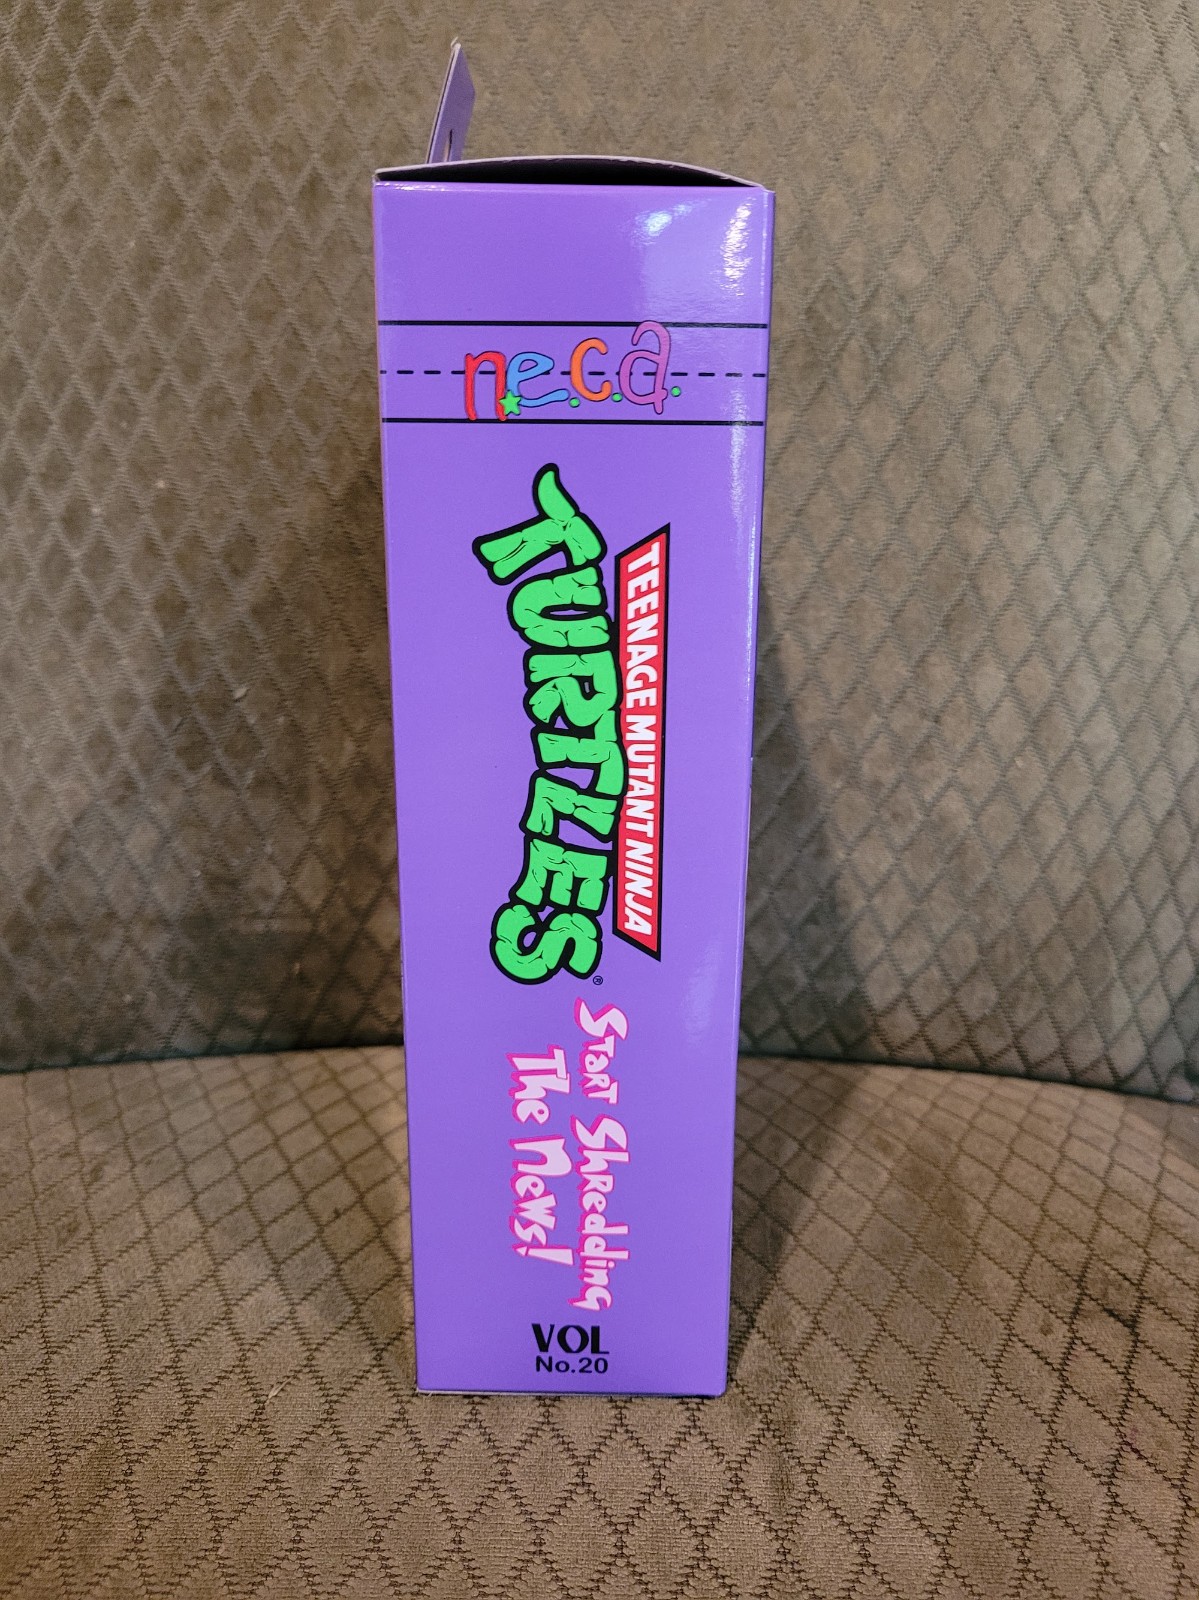 n.e.c.a.
TEENAGE MUTANT NINJA
TURTLES®
Start Shredding
The News!
VOL
No.20